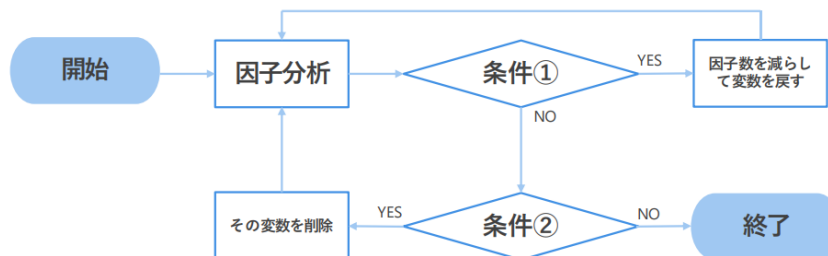 開始
因子分析
条件①
YES
因子数を減らし
て変数を戻す
NO
その変数を削除
YES
条件②
NO
終了